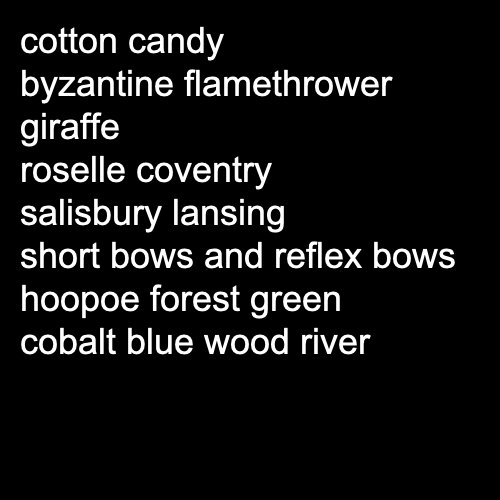 cotton candy
byzantine flamethrower
giraffe
roselle coventry
salisbury lansing
short bows and reflex bows
hoopoe forest green
cobalt blue wood river